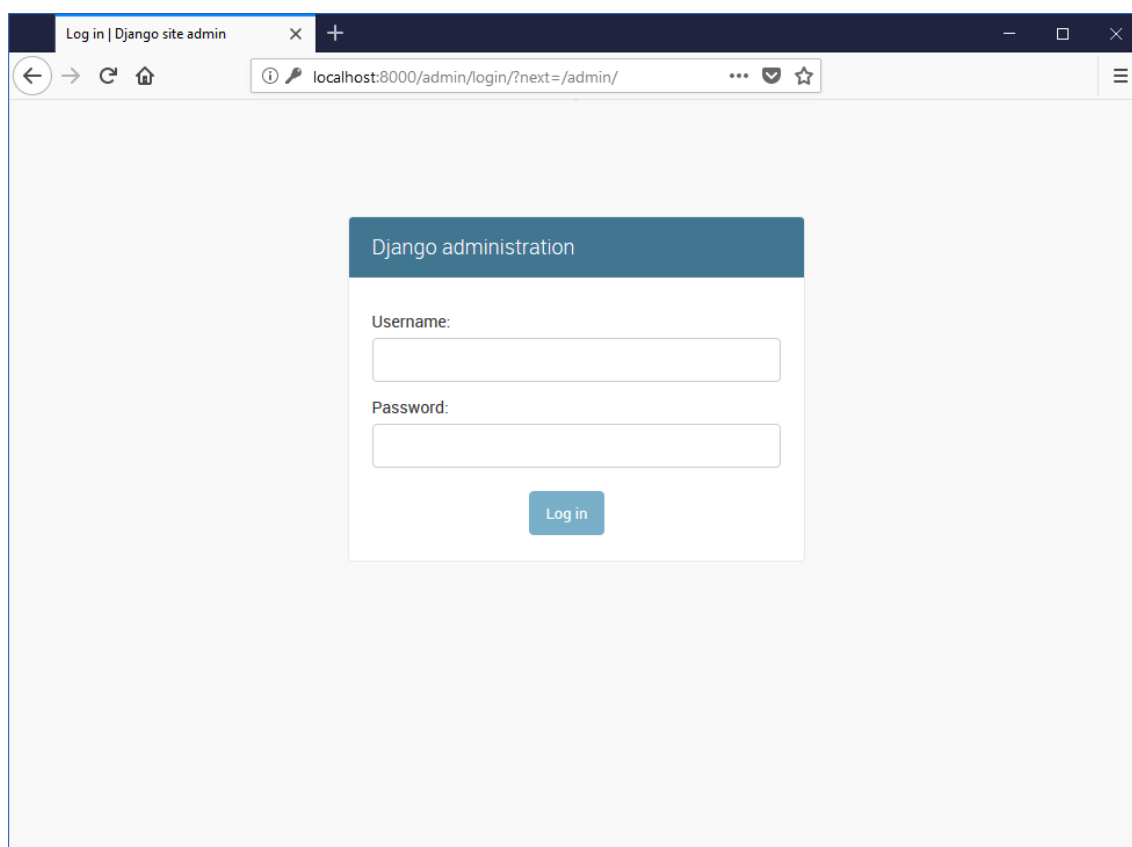 Log in | Django site admin
localhost:8000/admin/login/?next=/admin/
Django administration
Username:
Password:
Log in